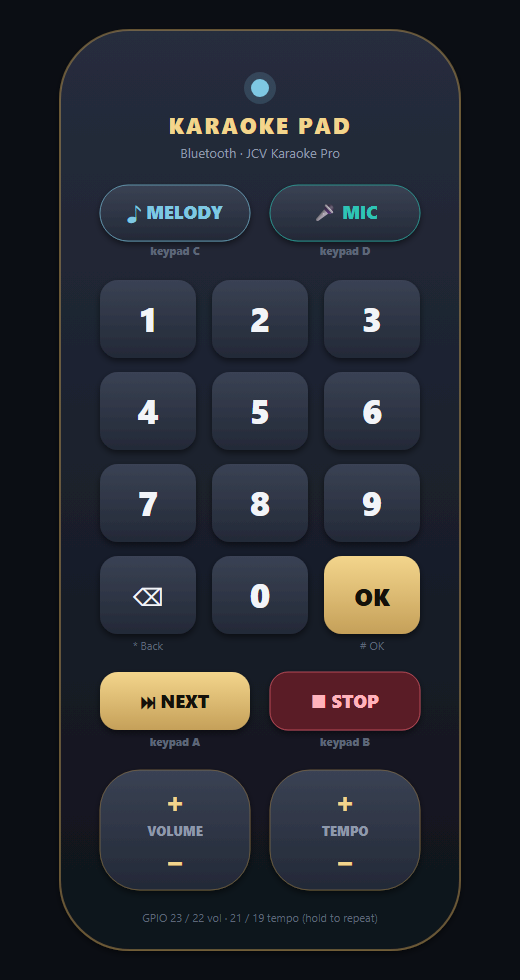 KARAOKE PAD
Bluetooth · JCV Karaoke Pro
MELODY MIC
keypad C keypad D
1 2 3
4 5 6
7 8 9
⌫ 0 OK
* Back # OK
⏭ NEXT ■ STOP
keypad A keypad B
+ +
VOLUME TEMPO
− −
GPIO 23 / 22 vol · 21 / 19 tempo (hold to repeat)